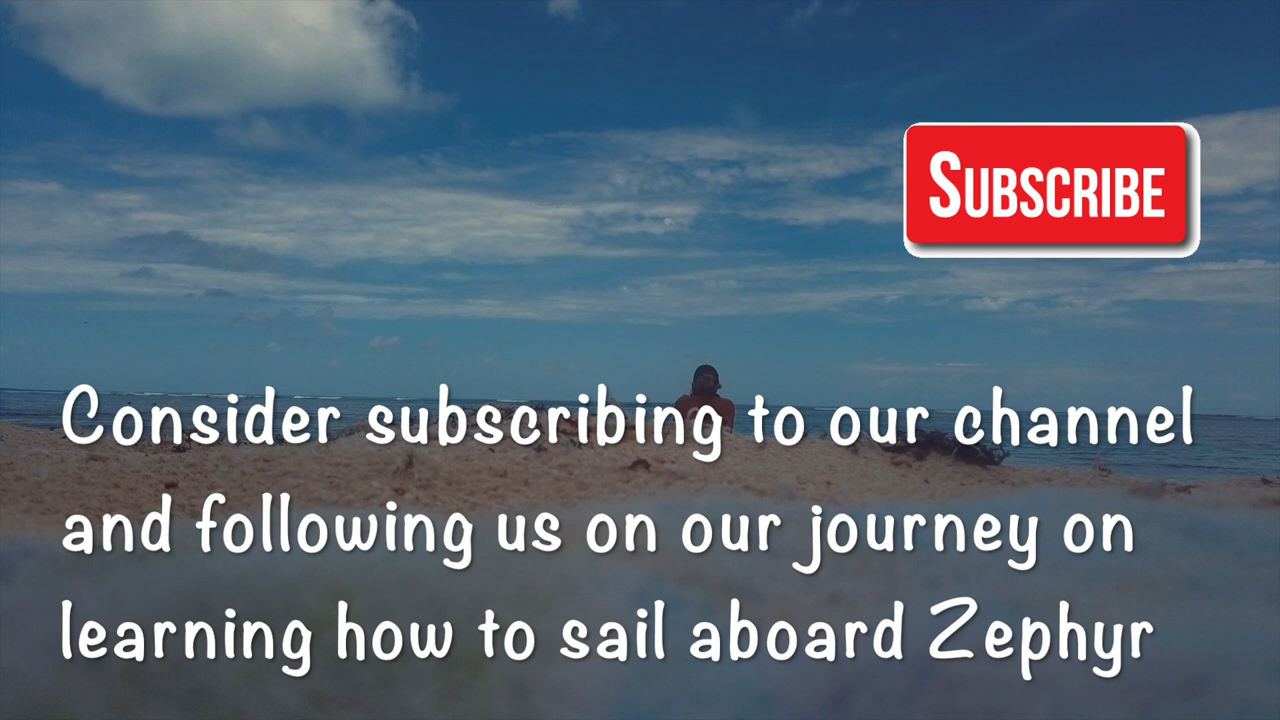 SUBSCRIBE
Consider subscribing to our channel
and following us on our journey on
learning how to sail aboard Zephyr